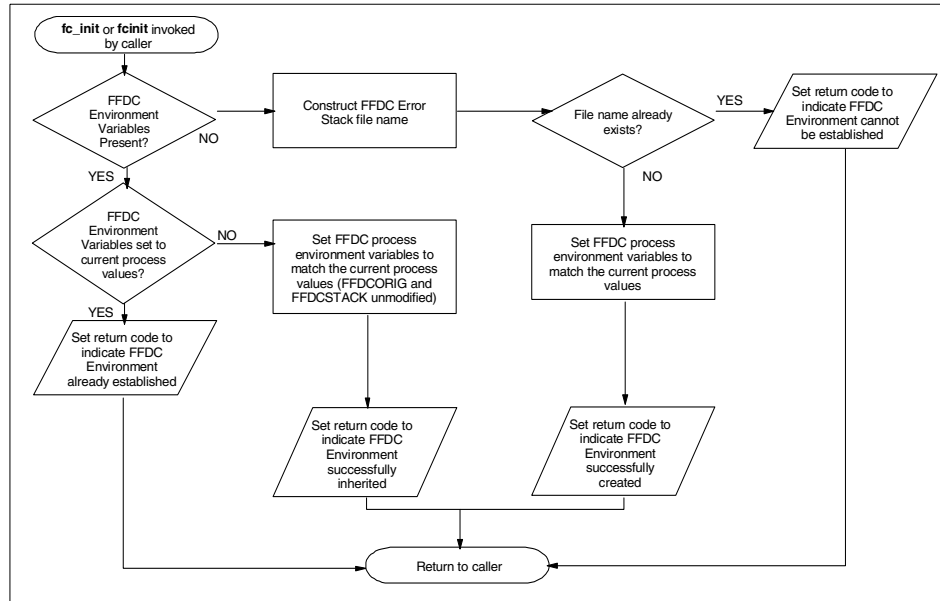 fc_init or fcinit invoked
by caller
FFDC
Environment
Variables
Present?
NO
YES
Construct FFDC Error
Stack file name
File name already
exists?
YES
NO
Set return code to
indicate FFDC
Environment cannot
be established
FFDC
Environment
Variables set to
current process
values?
NO
YES
Set FFDC process
environment variables to
match the current process
values (FFDCORIG and
FFDCSTACK unmodified)
Set FFDC process
environment variables to
match the current process
values
Set return code to
indicate FFDC
Environment
already established
Set return code to
indicate FFDC
Environment
successfully
inherited
Set return code to
indicate FFDC
Environment
successfully
created
Return to caller